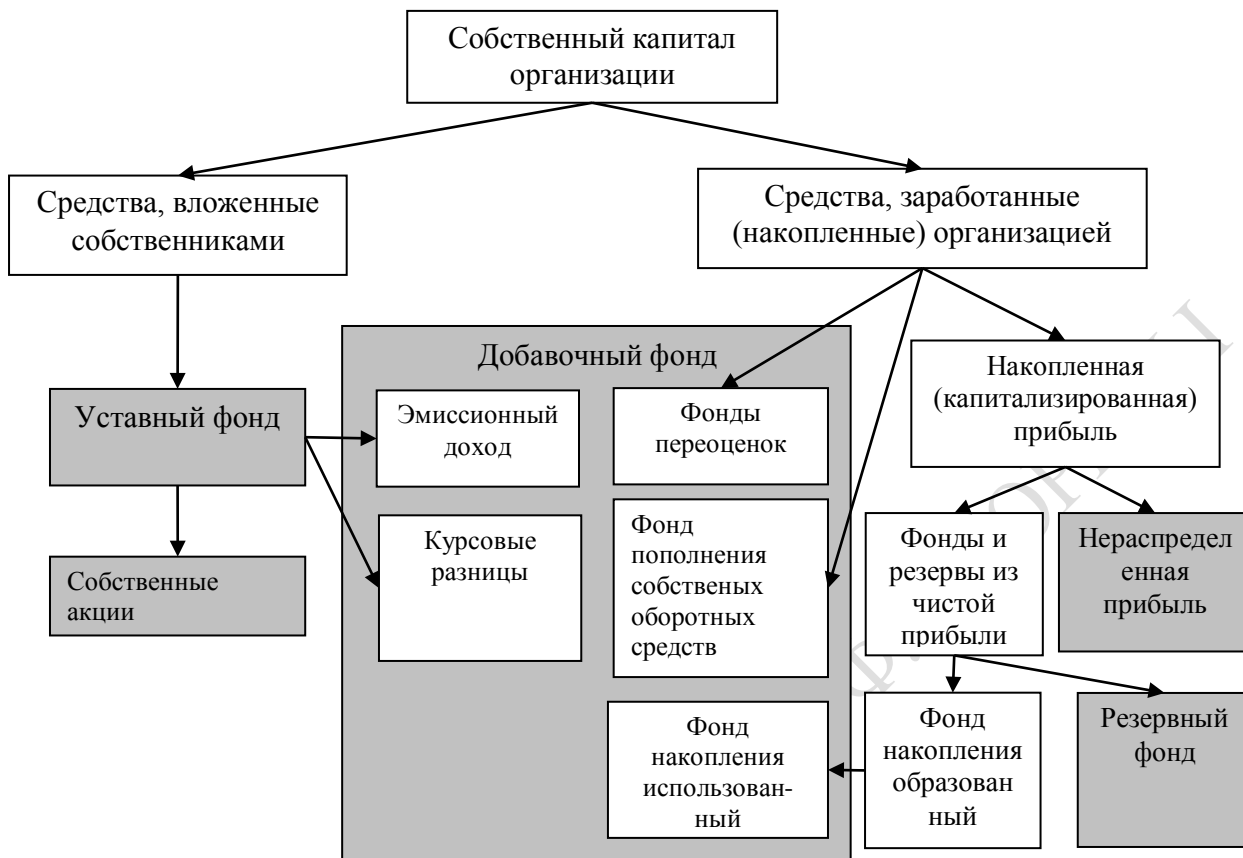 Собственный капитал
организации
Средства, вложенные
собственниками
Средства, заработанные
(накопленные) организацией
Добавочный фонд
Уставный фонд
Эмиссионный
доход
Фонды
переоценок
Накопленная
(капитализированная)
прибыль
Собственные
акции
Курсовые
разницы
Фонд
пополнения
собственых
оборотных
средств
Фонды и
резервы из
чистой
прибыли
Нераспредел
енная
прибыль
Фонд
накопления
использован-
ный
Фонд
накопления
образован
ный
Резервный
фонд